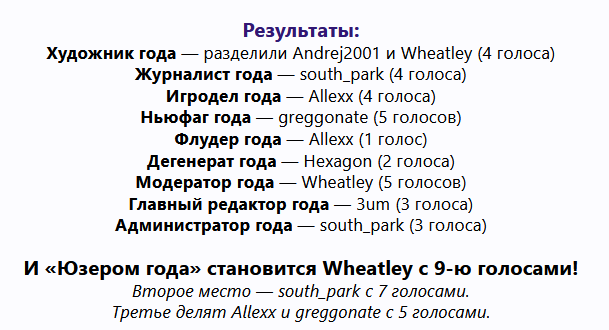 Результаты:
Художник года — разделили Andrej2001 и Wheatley (4 голоса)
Журналист года — south_park (4 голоса)
Игродел года — Allexx (4 голоса)
Ньюфаг года — greggonate (5 голосов)
Флудер года — Allexx (1 голос)
Дегенерат года — Hexagon (2 голоса)
Модератор года — Wheatley (5 голосов)
Главный редактор года — 3um (3 голоса)
Администратор года — south_park (3 голоса)
И «Юзером года» становится Wheatley с 9-ю голосами!
Второе место — south_park с 7 голосами.
Третье делят Allexx и greggonate с 5 голосами.